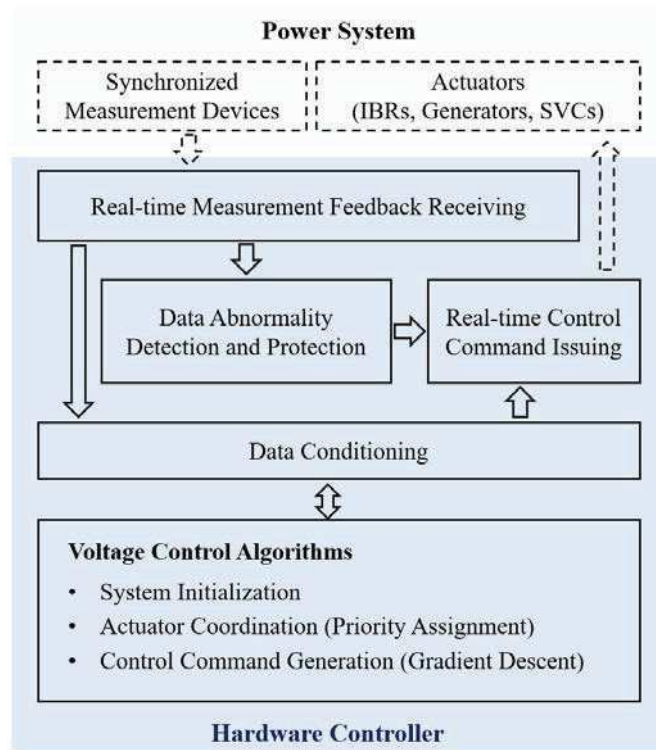 Power System
Synchronized
Measurement Devices
Actuators
(IBRs, Generators, SVCs)
Real-time Measurement Feedback Receiving
Data Abnormality
Detection and Protection
Real-time Control
Command Issuing
Data Conditioning
Voltage Control Algorithms
• System Initialization
• Actuator Coordination (Priority Assignment)
• Control Command Generation (Gradient Descent)
Hardware Controller